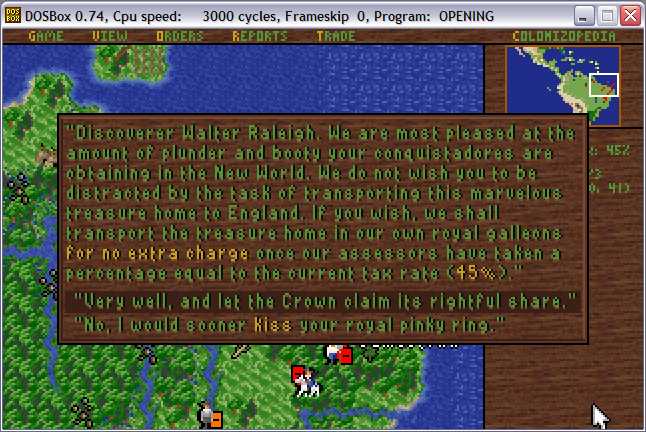 DOSBox 0.74, Cpu speed: 3000 cycles, Frameskip 0, Program: OPENING
GAME VIEW ORDERS REPORTS TRADE COLONIZOPEDIA
"Discoverer Walter Raleigh. We are most pleased at the
amount of plunder and booty your conquistadores are
obtaining in the New World. We do not wish you to be
distracted by the task of transporting this marvelous
treasure home to England. If you wish, we shall
transport the treasure home in our own royal galleons
for no extra charge once our assessors have taken a
percentage equal to the current tax rate (45%)."
"Very well, and let the Crown claim its rightful share."
"No, I would sooner kiss your royal pinky ring."
: 45%